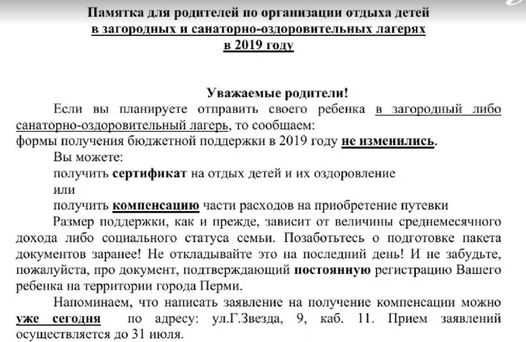 Памятка для родителей по организации отдыха детей
в загородных и санаторно-оздоровительных лагерях
в 2019 году
Уважаемые родители!
Если вы планируете отправить своего ребенка в загородный либо
санаторно-оздоровительный лагерь, то сообщаем:
формы получения бюджетной поддержки в 2019 году не изменились.
Вы можете:
получить сертификат на отдых детей и их оздоровление
или
получить компенсацию части расходов на приобретение путевки
Размер поддержки, как и прежде, зависит от величины среднемесячного
дохода либо социального статуса семьи. Позаботьтесь о подготовке пакета
документов заранее! Не откладывайте это на последний день! И не забудьте,
пожалуйста, про документ, подтверждающий постоянную регистрацию Вашего
ребенка на территории города Перми.
Напоминаем, что написать заявление на получение компенсации можно
уже сегодня по адресу: ул.Г.Звезда, 9, каб. 11. Прием заявлений
осуществляется до 31 июля.